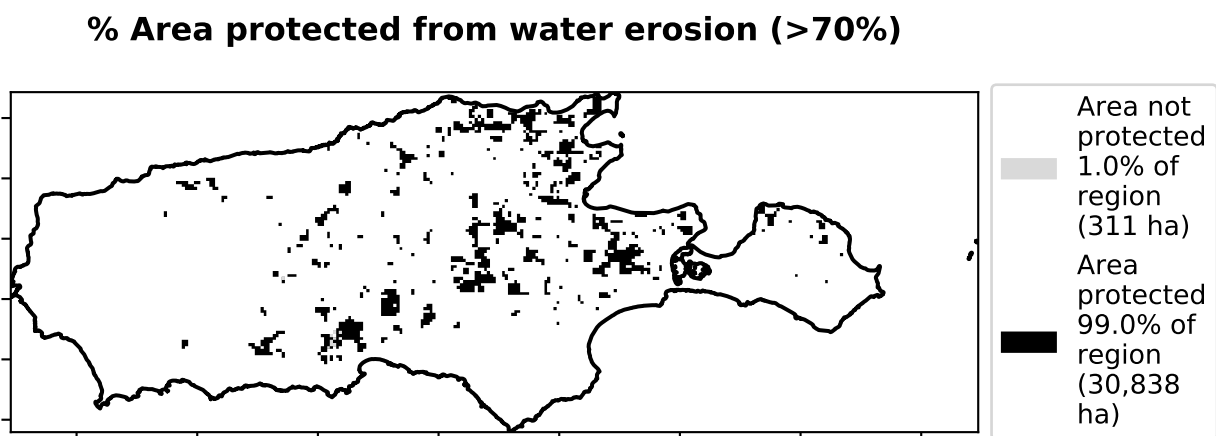 % Area protected from water erosion (>70%)
Area not
protected
1.0% of
region
(311 ha)
Area
protected
99.0% of
region
(30,838
ha)